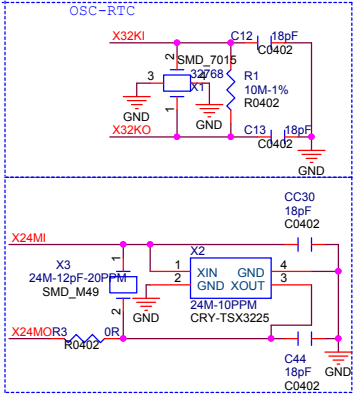 OSC-RTC
X32KI
C12 18pF
C0402
2
SMD_7015
32768
3
4
X1
R1
10M-1%
R0402
GND
GND
1
X32KO
C13 18pF
C0402
GND
CC30
18pF
C0402
X24MI
X3
1
24M-12pF-20PPM
SMD_M49
2
X2
1 XIN GND 4
2 GND XOUT 3
24M-10PPM
CRY-TSX3225
GND
X24MO
R3 0R
R0402
C44
18pF
C0402
GND